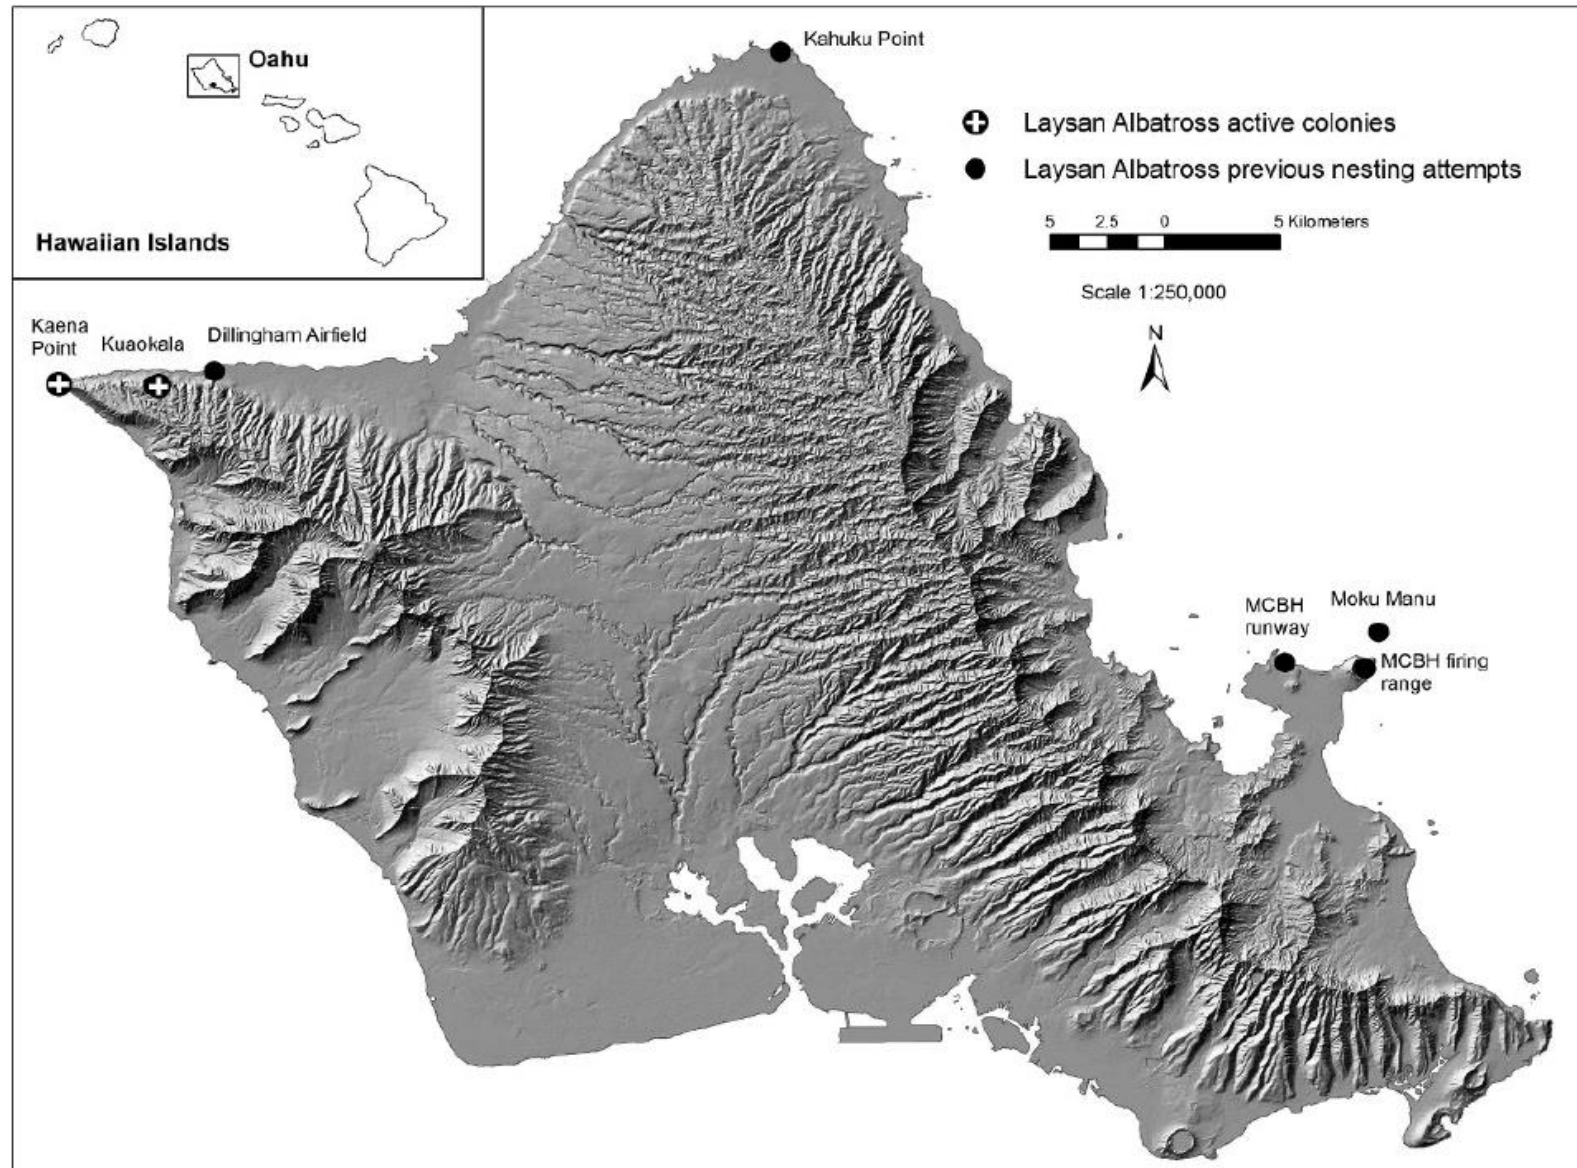 Oahu
Hawaiian Islands
Kahuku Point
Laysan Albatross active colonies
Laysan Albatross previous nesting attempts
5 2.5 0 5 Kilometers
Scale 1:250,000
N
Kaena
Point
Kuaokala
Dillingham Airfield
MCBH
runway
Moku Manu
MCBH firing
range